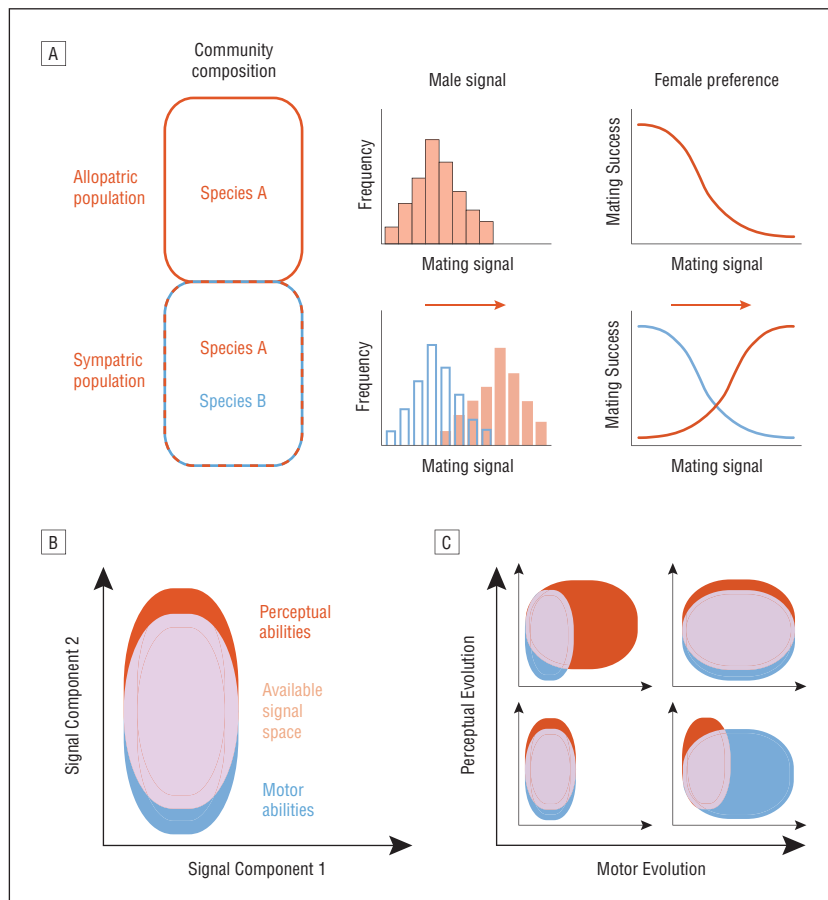 A
Community
composition
Male signal
Female preference
Allopatric
population
Species A
Frequency
Mating signal
Mating Success
Mating signal
Sympatric
population
Species A
Species B
Frequency
Mating signal
Mating Success
Mating signal
B
Signal Component 2
Perceptual
abilities
Available
signal
space
Motor
abilities
Signal Component 1
C
Perceptual Evolution
Motor Evolution